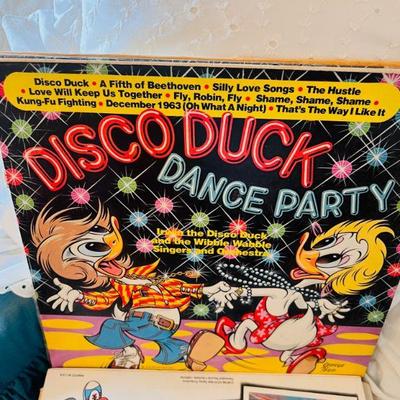 Disco Duck • A Fifth of Beethoven • Silly Love Songs • The Hustle
• Love Will Keep Us Together • Fly, Robin, Fly • Shame, Shame, Shame •
Kung-Fu Fighting • December 1963 (Oh What A Night) • That's The Way I Like It
DISCO DUCK
DANCE PARTY
Irwin the Disco Duck
and the Wibble Wabble
Singers and Orchestra